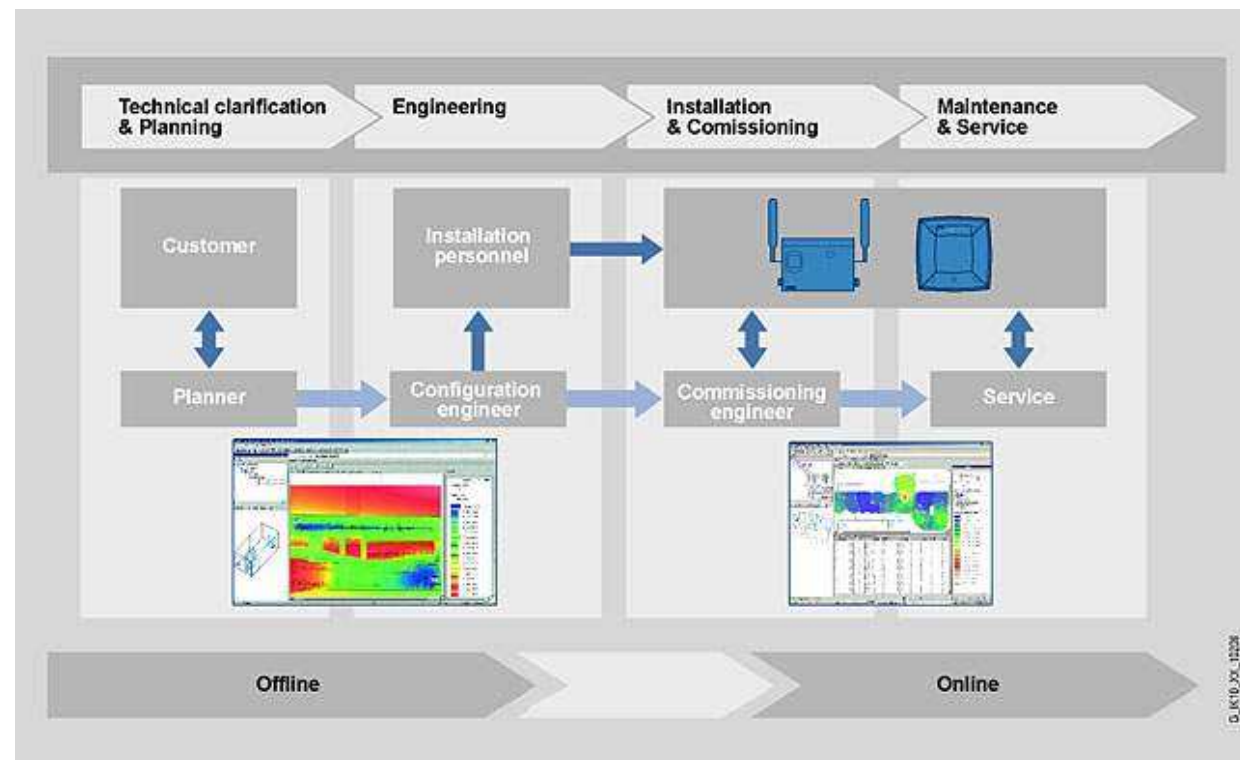 Technical clarification
& Planning
Engineering
Installation
& Comissioning
Maintenance
& Service
Customer
Installation
personnel
Planner
Configuration
engineer
Commissioning
engineer
Service
Offline
Online